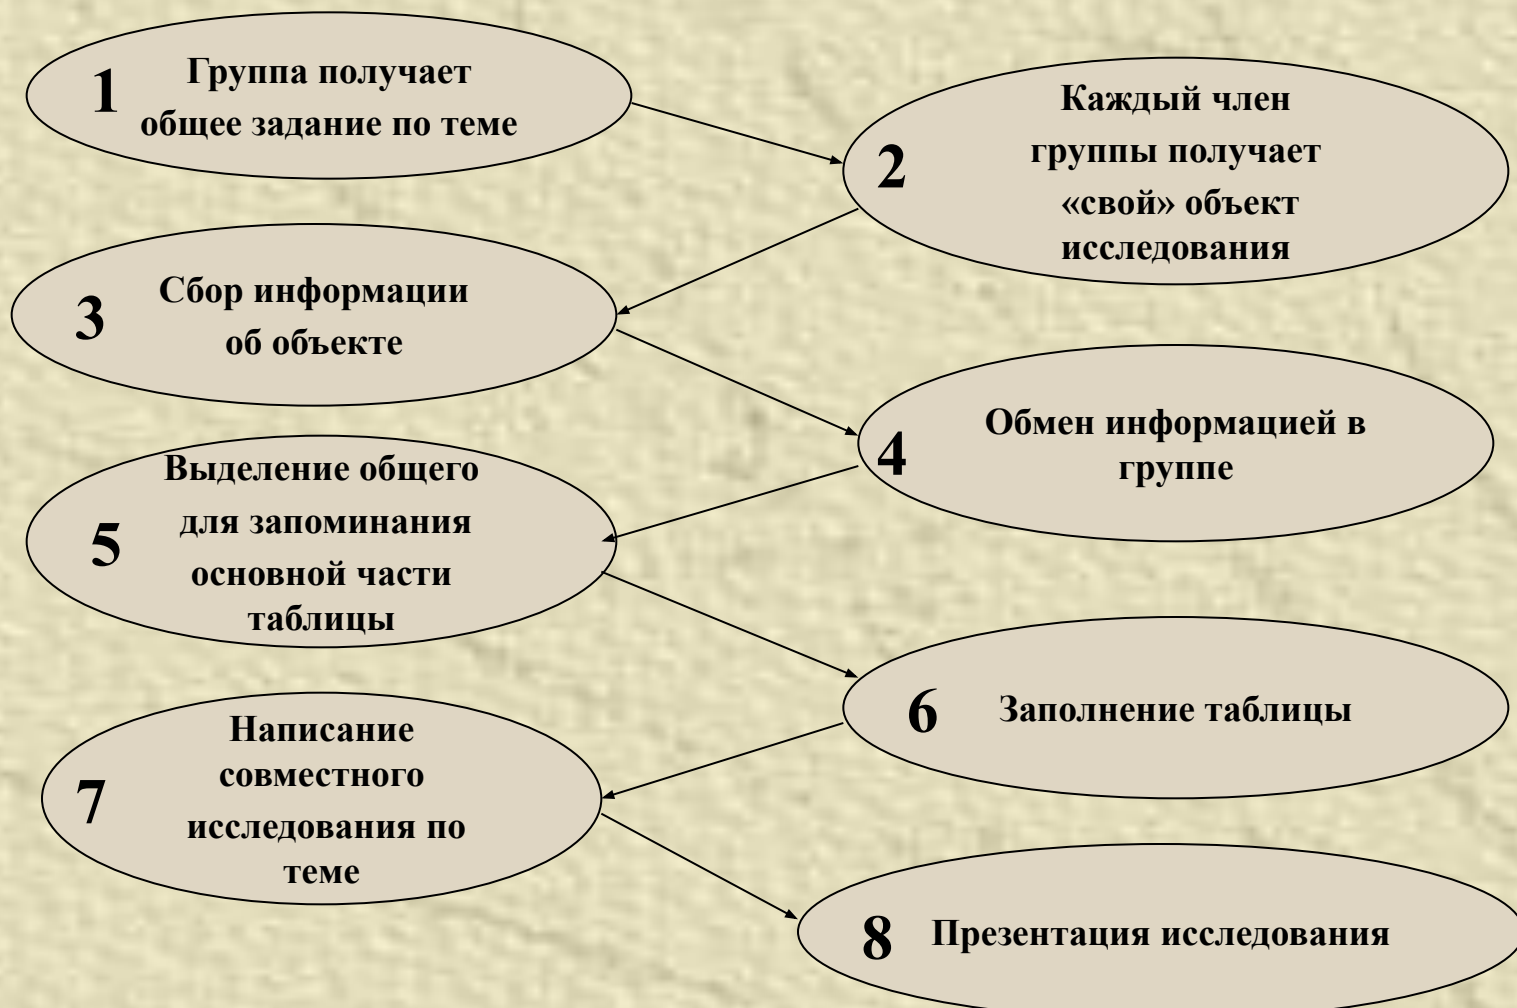 1
Группа получает
общее задание по теме
2
Каждый член
группы получает
«свой» объект
исследования
3
Сбор информации
об объекте
4
Обмен информацией в
группе
5
Выделение общего
для запоминания
основной части
таблицы
6
Заполнение таблицы
7
Написание
совместного
исследования по
теме
8
Презентация исследования